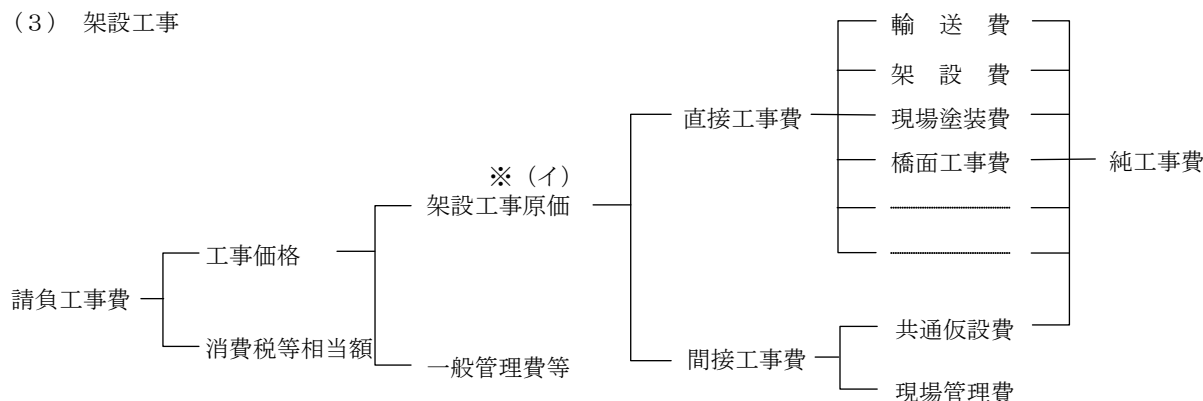 （３） 架設工事
輸　送　費
架　設　費
直接工事費
現場塗装費
橋面工事費
純工事費
※（イ）
架設工事原価
工事価格
請負工事費
消費税等相当額
一般管理費等
間接工事費
共通仮設費
現場管理費